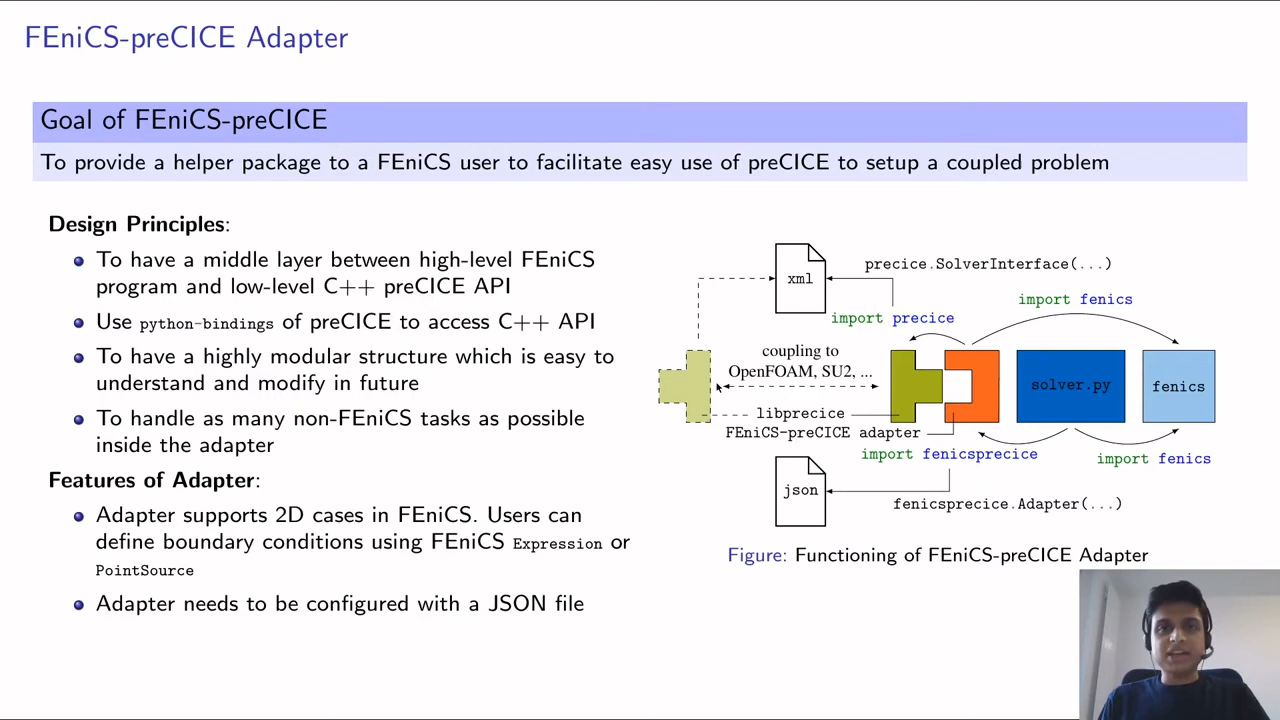 FEniCS-preCICE Adapter
Goal of FEniCS-preCICE
To provide a helper package to a FEniCS user to facilitate easy use of preCICE to setup a coupled problem
Design Principles:
To have a middle layer between high-level FEniCS
program and low-level C++ preCICE API
Use python-bindings of preCICE to access C++ API
To have a highly modular structure which is easy to
understand and modify in future
To handle as many non-FEniCS tasks as possible
inside the adapter
Features of Adapter:
Adapter supports 2D cases in FEniCS. Users can
define boundary conditions using FEniCS Expression or
PointSource
Adapter needs to be configured with a JSON file
xml
precice.SolverInterface(...)
import fenics
import precice
coupling to
OpenFOAM, SU2, ...
solver.py
fenics
libprecice
FEniCS-preCICE adapter
import fenicsprecice
import fenics
json
fenicsprecice.Adapter(...)
Figure: Functioning of FEniCS-preCICE Adapter